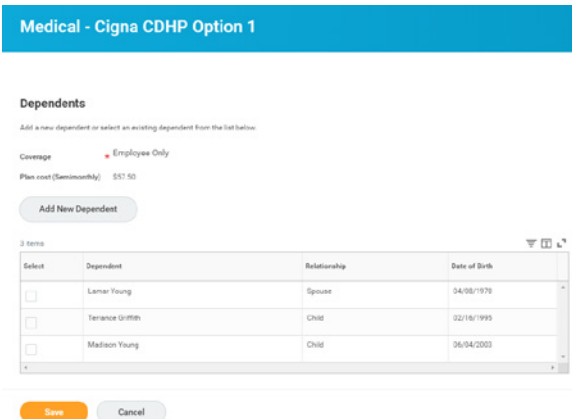 Medical - Cigna CDHP Option 1
Dependents
Add a new dependent or select an existing dependent from the list below.
Coverage * Employee Only
Plan cost (Semimonthly) $57.50
Add New Dependent
3 items
Select Dependent Relationship Date of Birth
Lamar Young Spouse 04/08/1970
Terrance Griffith Child 02/16/1995
Madison Young Child 06/04/2003
Save Cancel